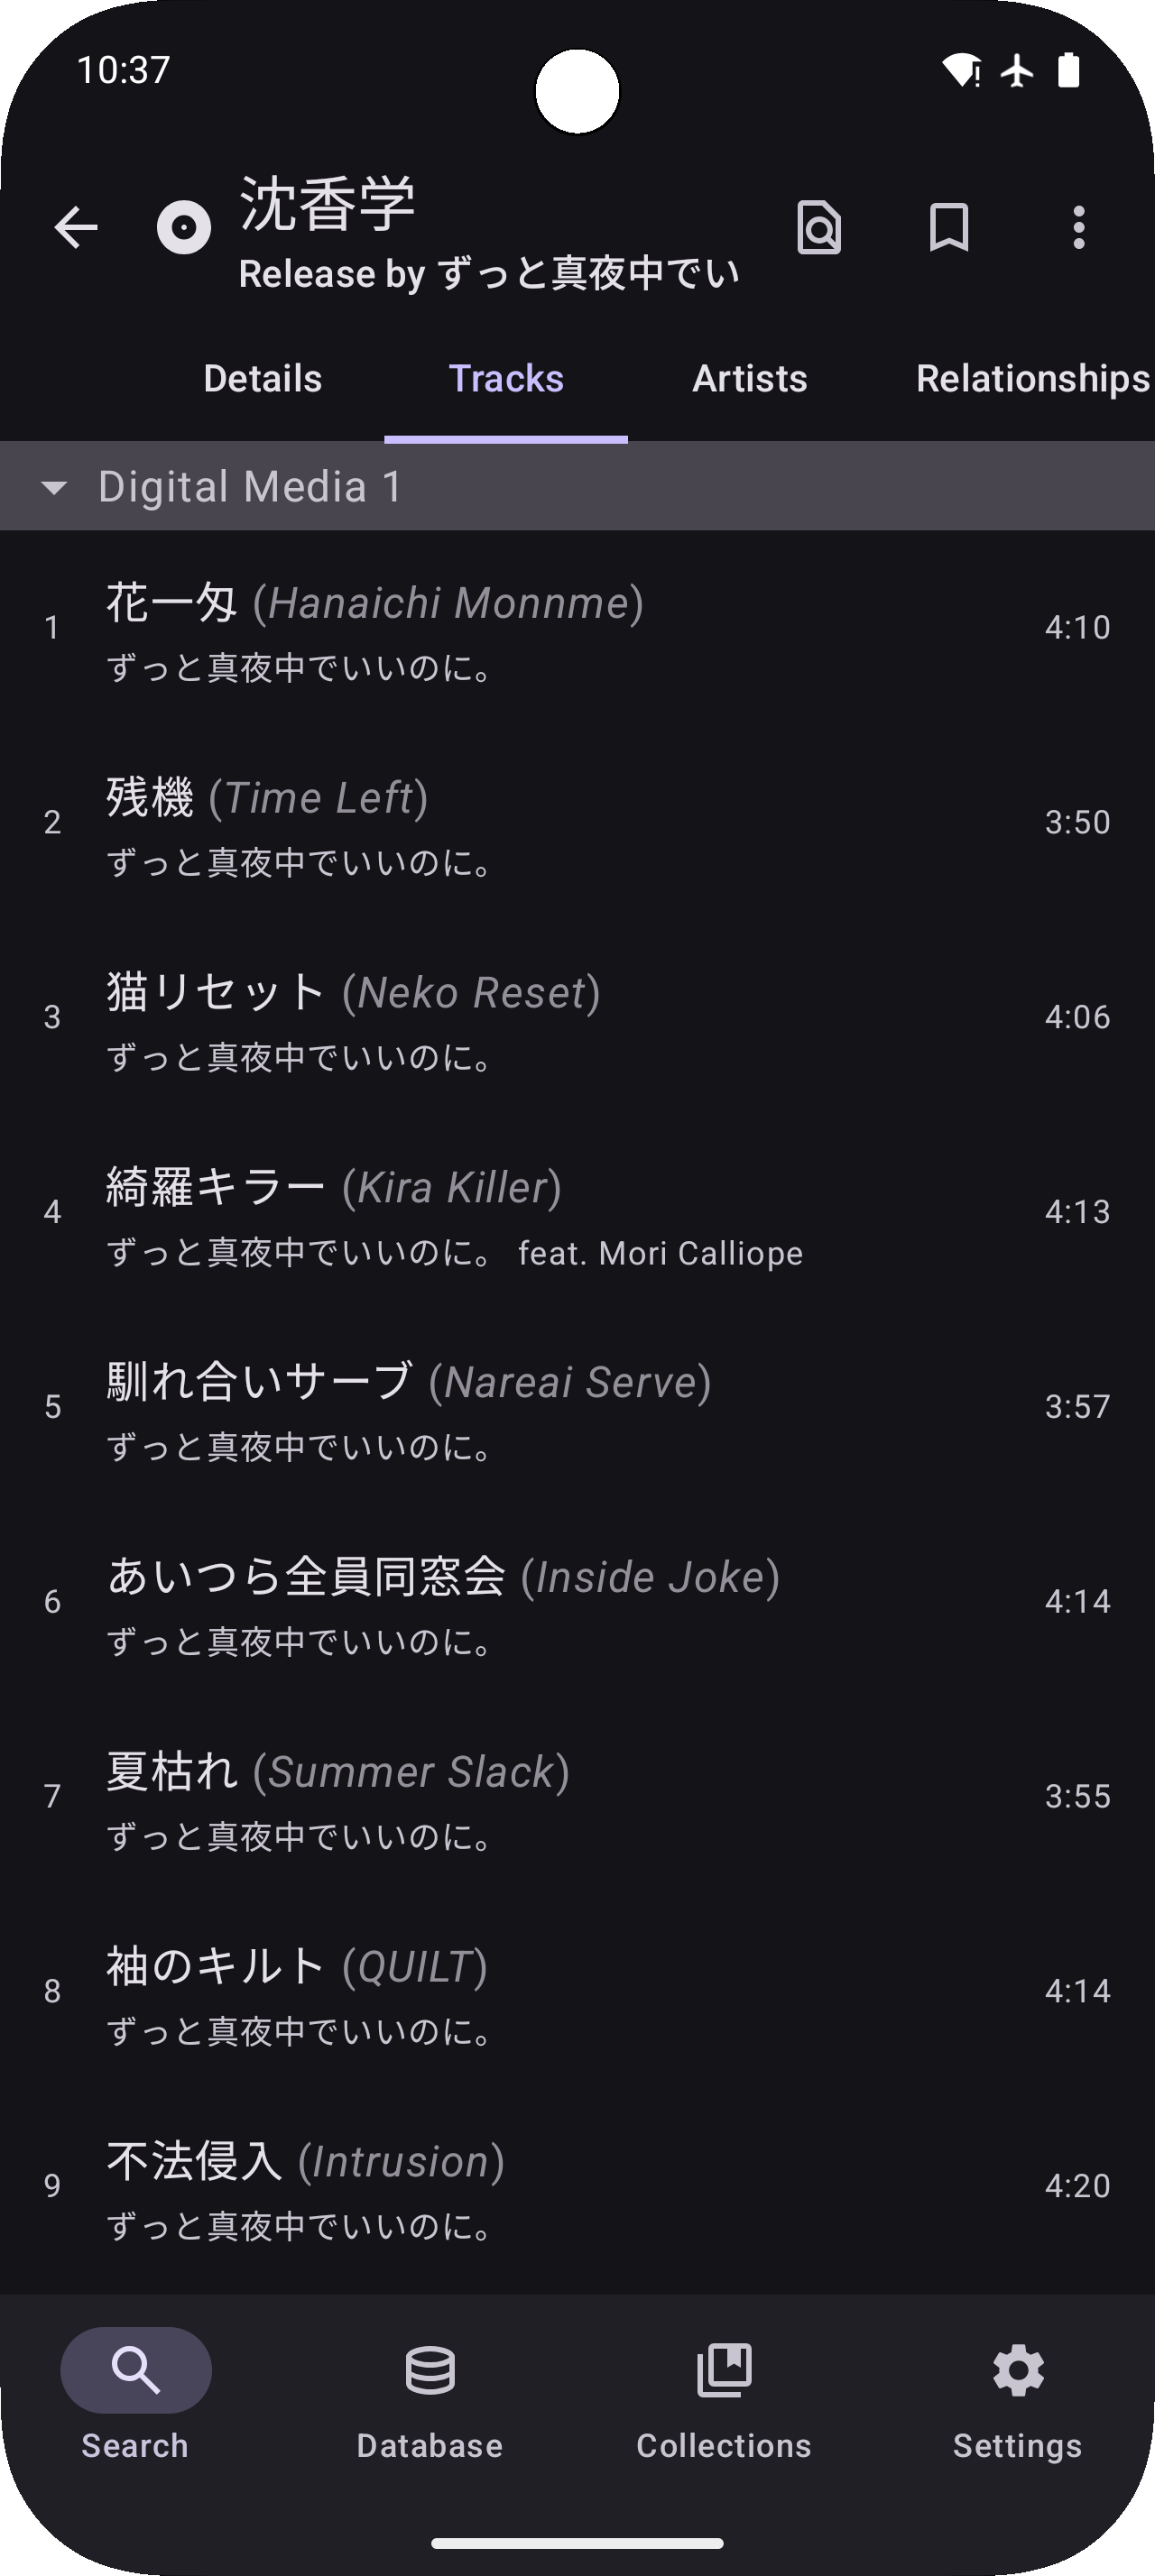 10:37
沈香学
Release by ずっと真夜中でい
Details Tracks Artists Relationships
Digital Media 1
1 花一匁 (Hanaichi Monnme) 4:10
ずっと真夜中でいいのに。
2 残機 (Time Left) 3:50
ずっと真夜中でいいのに。
3 猫リセット (Neko Reset) 4:06
ずっと真夜中でいいのに。
4 綺羅キラー (Kira Killer) 4:13
ずっと真夜中でいいのに。 feat. Mori Calliope
5 馴れ合いサーブ (Nareai Serve) 3:57
ずっと真夜中でいいのに。
6 あいつら全員同窓会 (Inside Joke) 4:14
ずっと真夜中でいいのに。
7 夏枯れ (Summer Slack) 3:55
ずっと真夜中でいいのに。
8 袖のキルト (QUILT) 4:14
ずっと真夜中でいいのに。
9 不法侵入 (Intrusion) 4:20
ずっと真夜中でいいのに。
Search Database Collections Settings